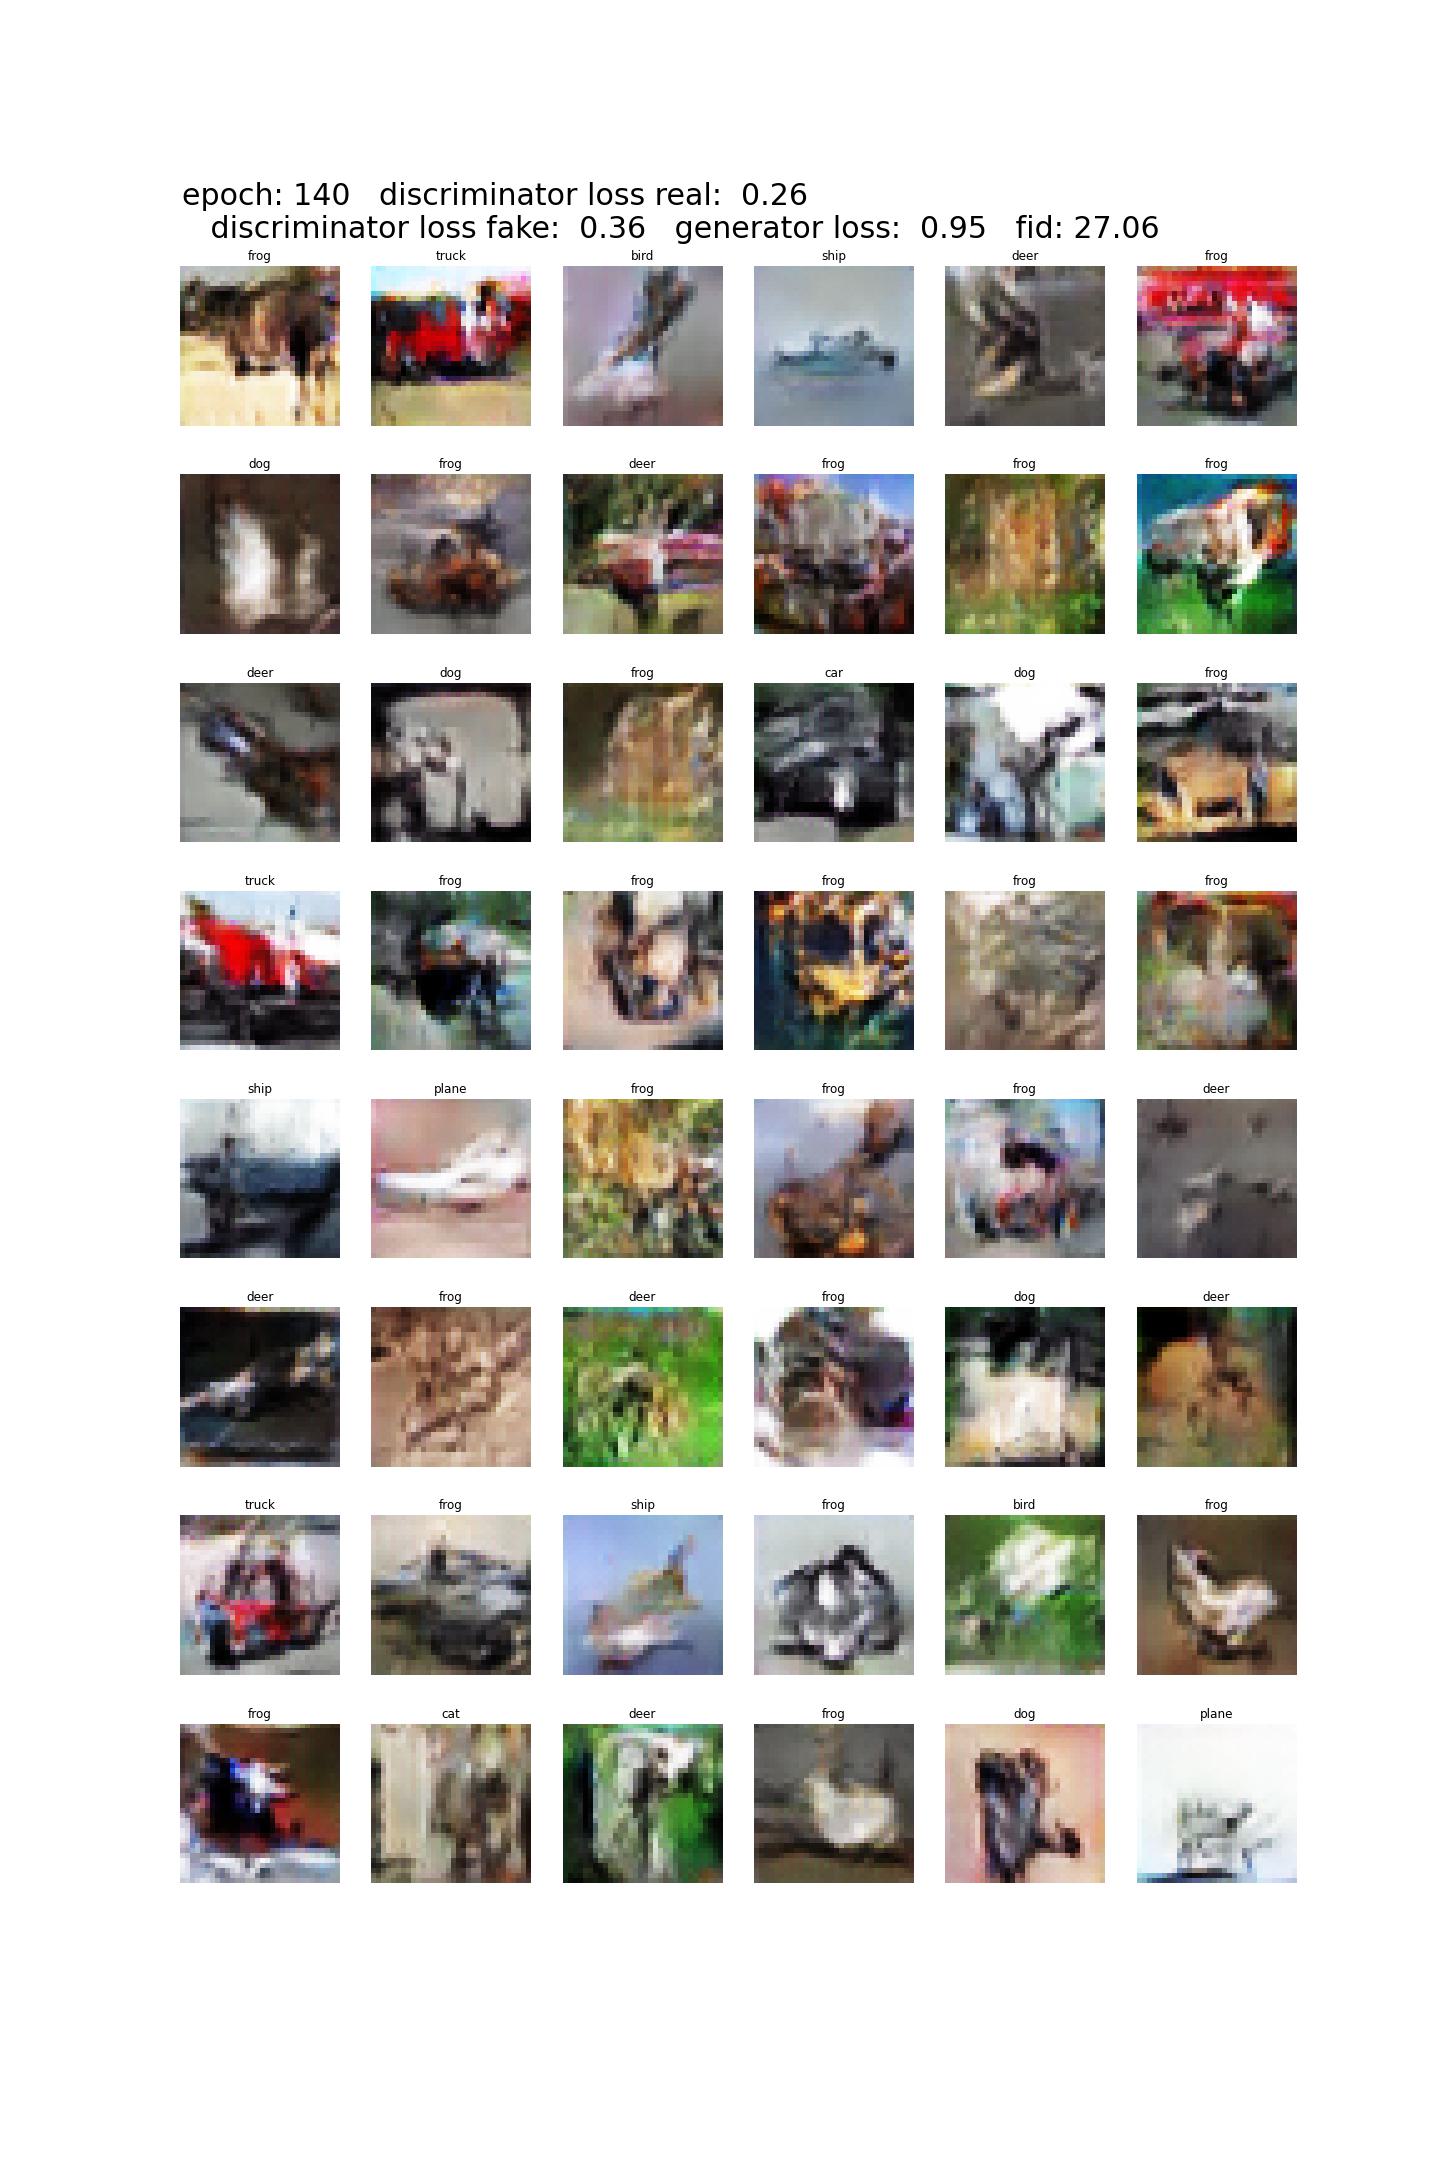 epoch: 140   discriminator loss real:  0.26
discriminator loss fake:  0.36   generator loss:  0.95   fid: 27.06
frog truck bird ship deer frog
dog frog deer frog frog frog
deer dog frog car dog frog
truck frog frog frog frog frog
ship plane frog frog frog deer
deer frog deer frog dog deer
truck frog ship frog bird frog
frog cat deer frog dog plane